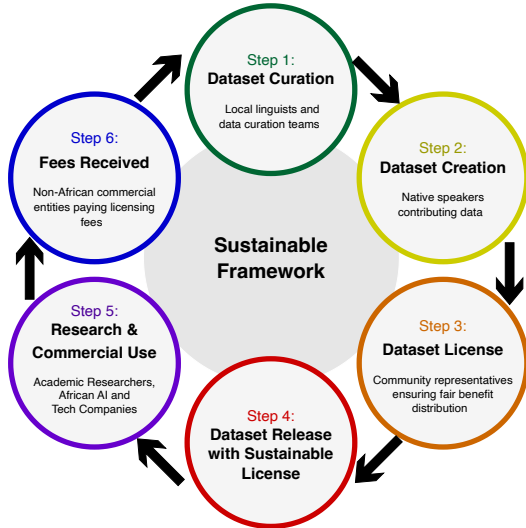 Step 1:
Dataset Curation
Local linguists and
data curation teams
Step 2:
Dataset Creation
Native speakers
contributing data
Step 3:
Dataset License
Community representatives
ensuring fair benefit
distribution
Step 4:
Dataset Release
with Sustainable
License
Step 5:
Research &
Commercial Use
Academic Researchers,
African AI and
Tech Companies
Step 6:
Fees Received
Non-African commercial
entities paying licensing
fees
Sustainable
Framework